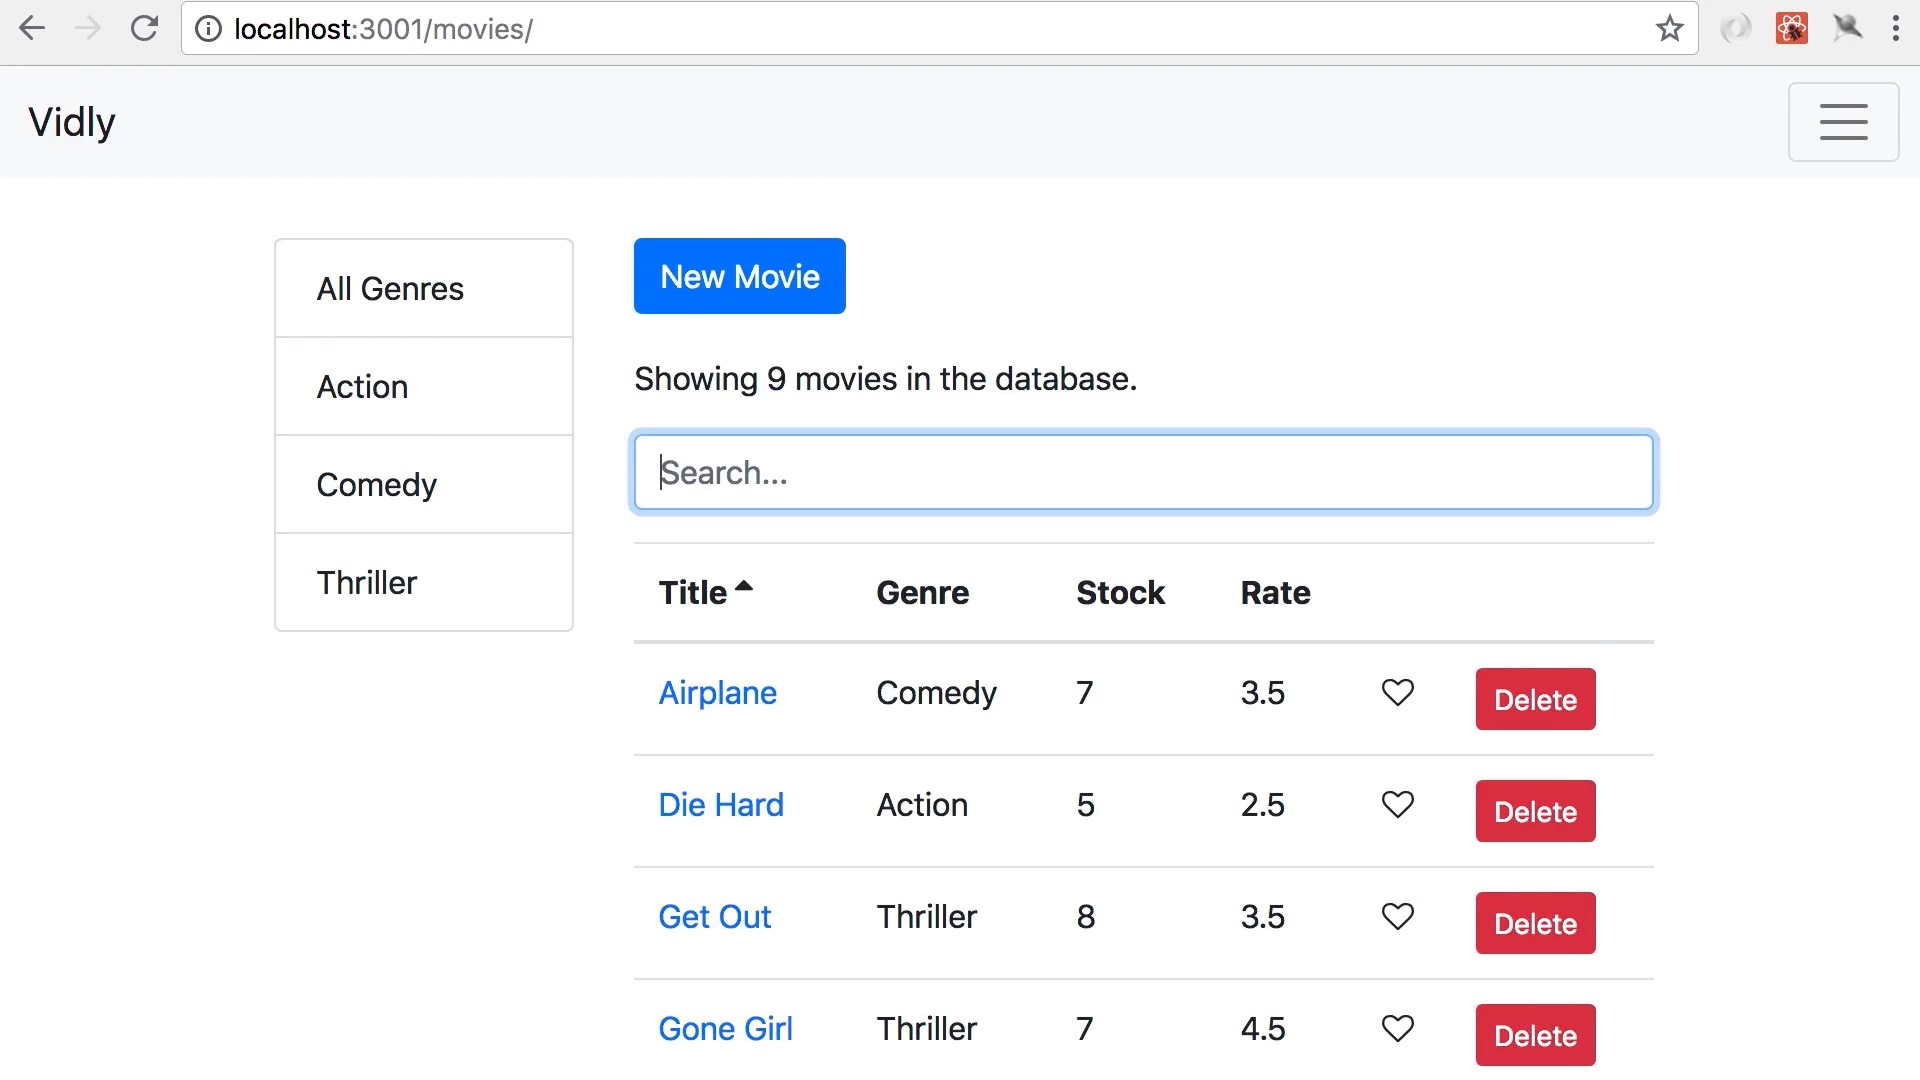 localhost:3001/movies/
Vidly
All Genres
Action
Comedy
Thriller
New Movie
Showing 9 movies in the database.
Search...
Title Genre Stock Rate
Airplane Comedy 7 3.5 Delete
Die Hard Action 5 2.5 Delete
Get Out Thriller 8 3.5 Delete
Gone Girl Thriller 7 4.5 Delete